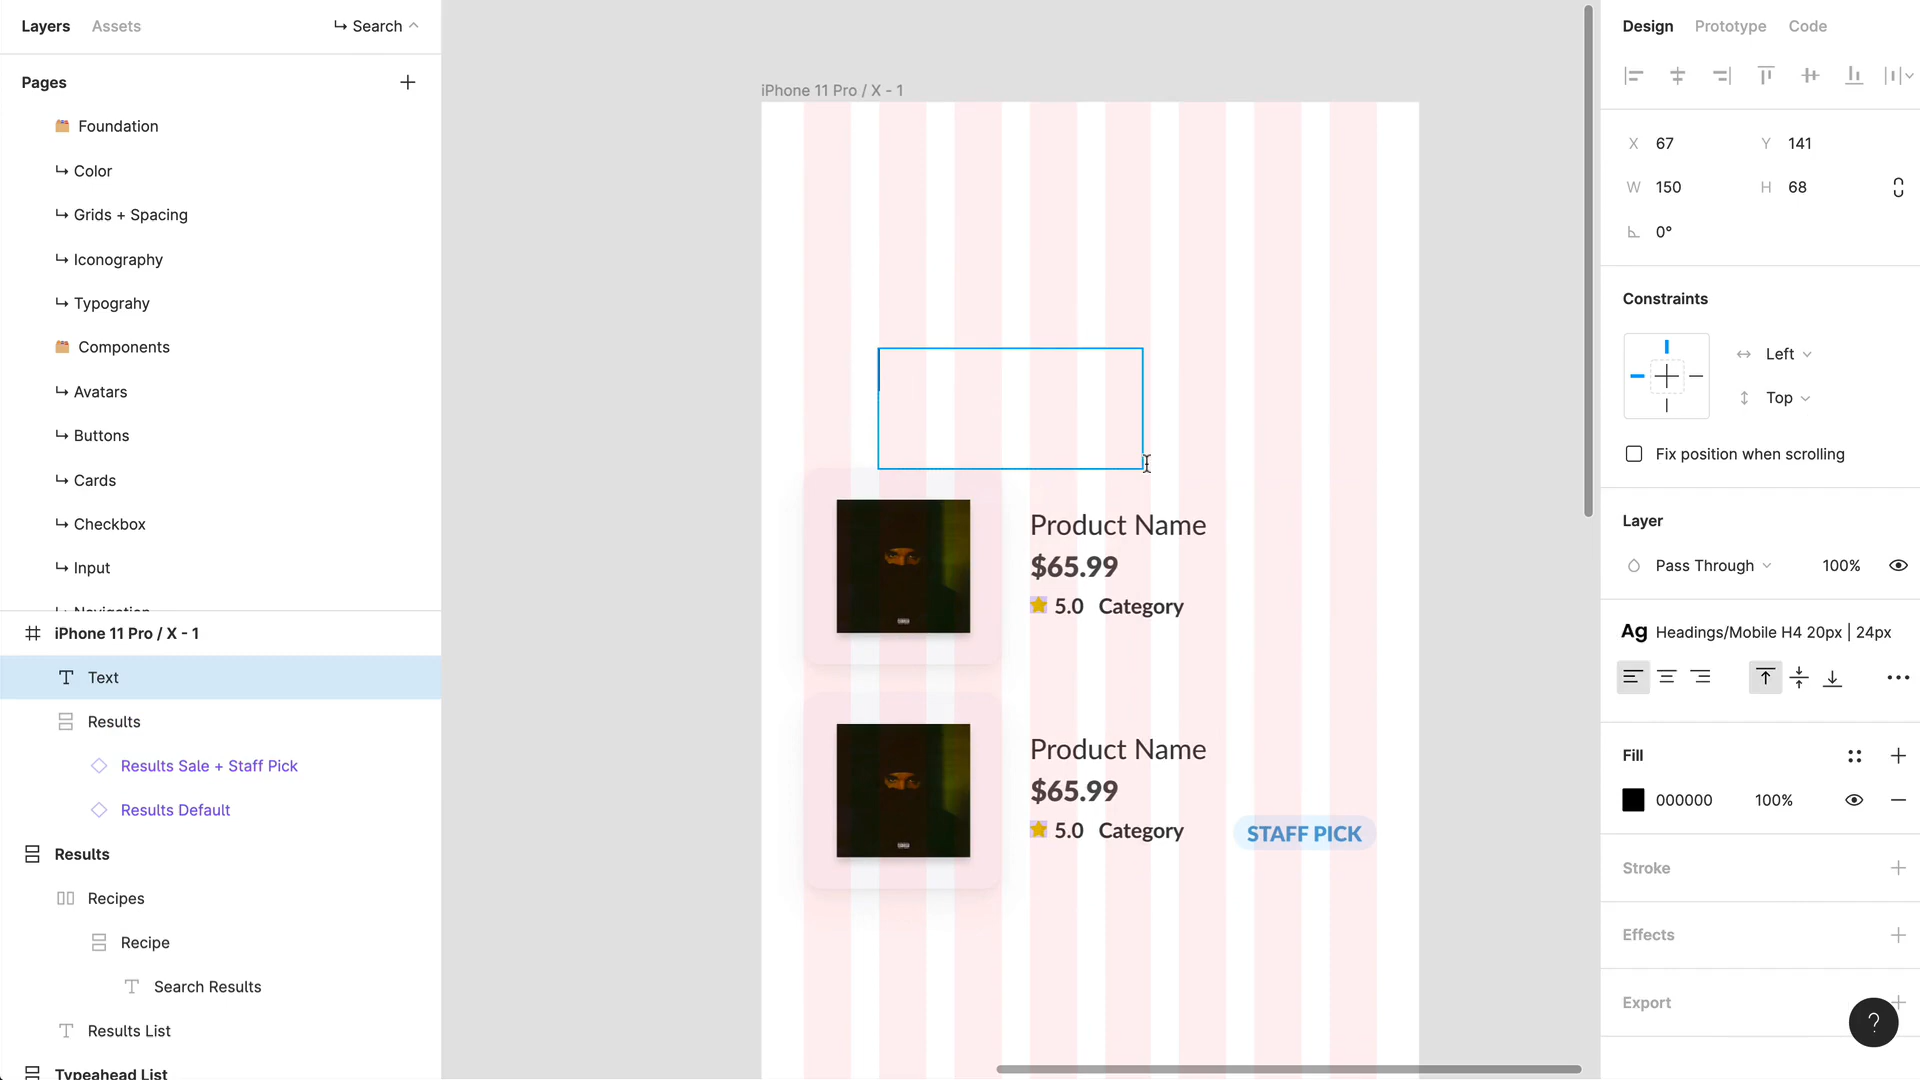 Layers Assets ↳ Search
Pages
Foundation
↳ Color
↳ Grids + Spacing
↳ Iconography
↳ Typograhy
Components
↳ Avatars
↳ Buttons
↳ Cards
↳ Checkbox
↳ Input
↳ Navigation
iPhone 11 Pro / X - 1
Text
Results
Results Sale + Staff Pick
Results Default
Results
Recipes
Recipe
Search Results
Results List
Typeahead List
iPhone 11 Pro / X - 1
Product Name
$65.99
5.0 Category
Product Name
$65.99
5.0 Category
STAFF PICK
Design Prototype Code
X 67 Y 141
W 150 H 68
0°
Constraints
Left
Top
Fix position when scrolling
Layer
Pass Through 100%
Ag Headings/Mobile H4 20px | 24px
Fill
000000 100%
Stroke
Effects
Export
?